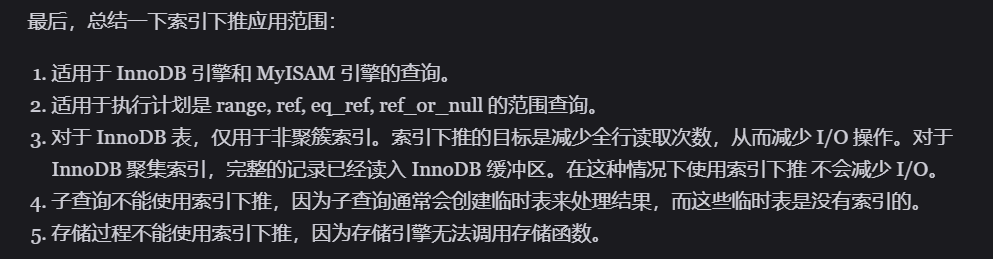 最后，总结一下索引下推应用范围：
1. 适用于 InnoDB 引擎和 MyISAM 引擎的查询。
2. 适用于执行计划是 range, ref, eq_ref, ref_or_null 的范围查询。
3. 对于 InnoDB 表，仅用于非聚簇索引。索引下推的目标是减少全行读取次数，从而减少 I/O 操作。对于
InnoDB 聚集索引，完整的记录已经读入 InnoDB 缓冲区。在这种情况下使用索引下推 不会减少 I/O。
4. 子查询不能使用索引下推，因为子查询通常会创建临时表来处理结果，而这些临时表是没有索引的。
5. 存储过程不能使用索引下推，因为存储引擎无法调用存储函数。